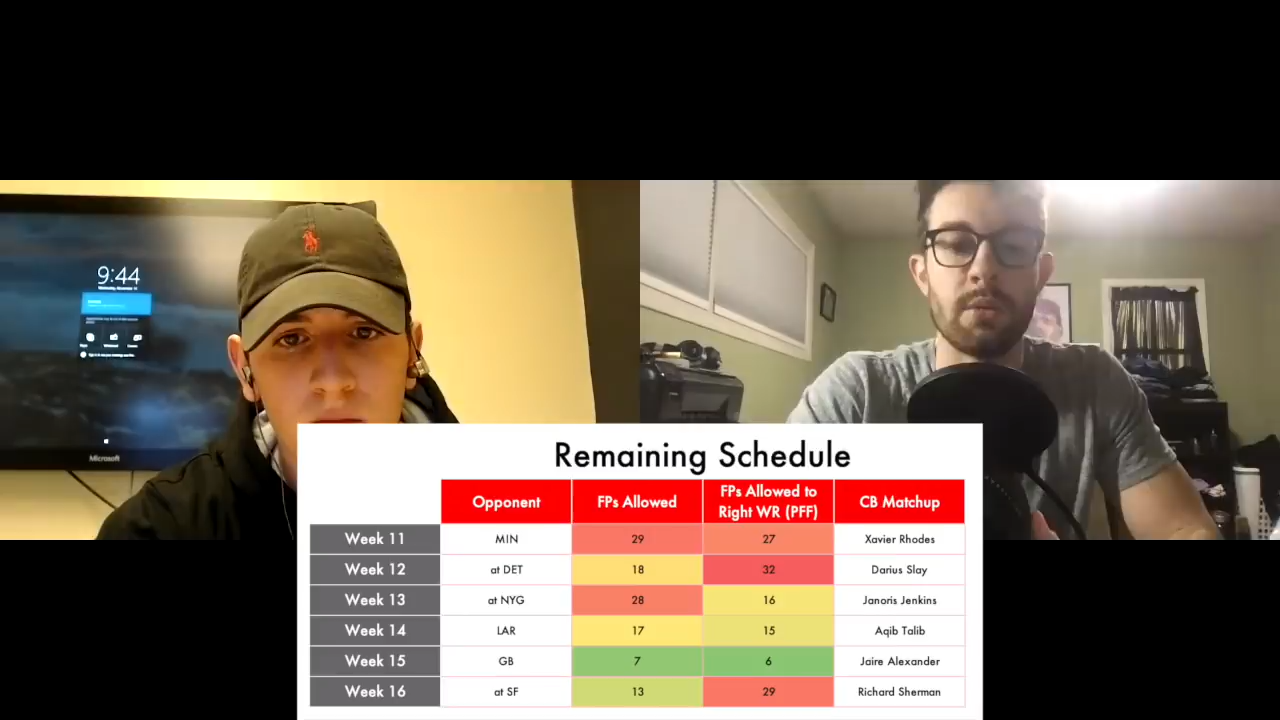 9:44
Microsoft
Remaining Schedule
Opponent FPs Allowed FPs Allowed to Right WR (PFF) CB Matchup
Week 11 MIN 29 27 Xavier Rhodes
Week 12 at DET 18 32 Darius Slay
Week 13 at NYG 28 16 Janoris Jenkins
Week 14 LAR 17 15 Aqib Talib
Week 15 GB 7 6 Jaire Alexander
Week 16 at SF 13 29 Richard Sherman